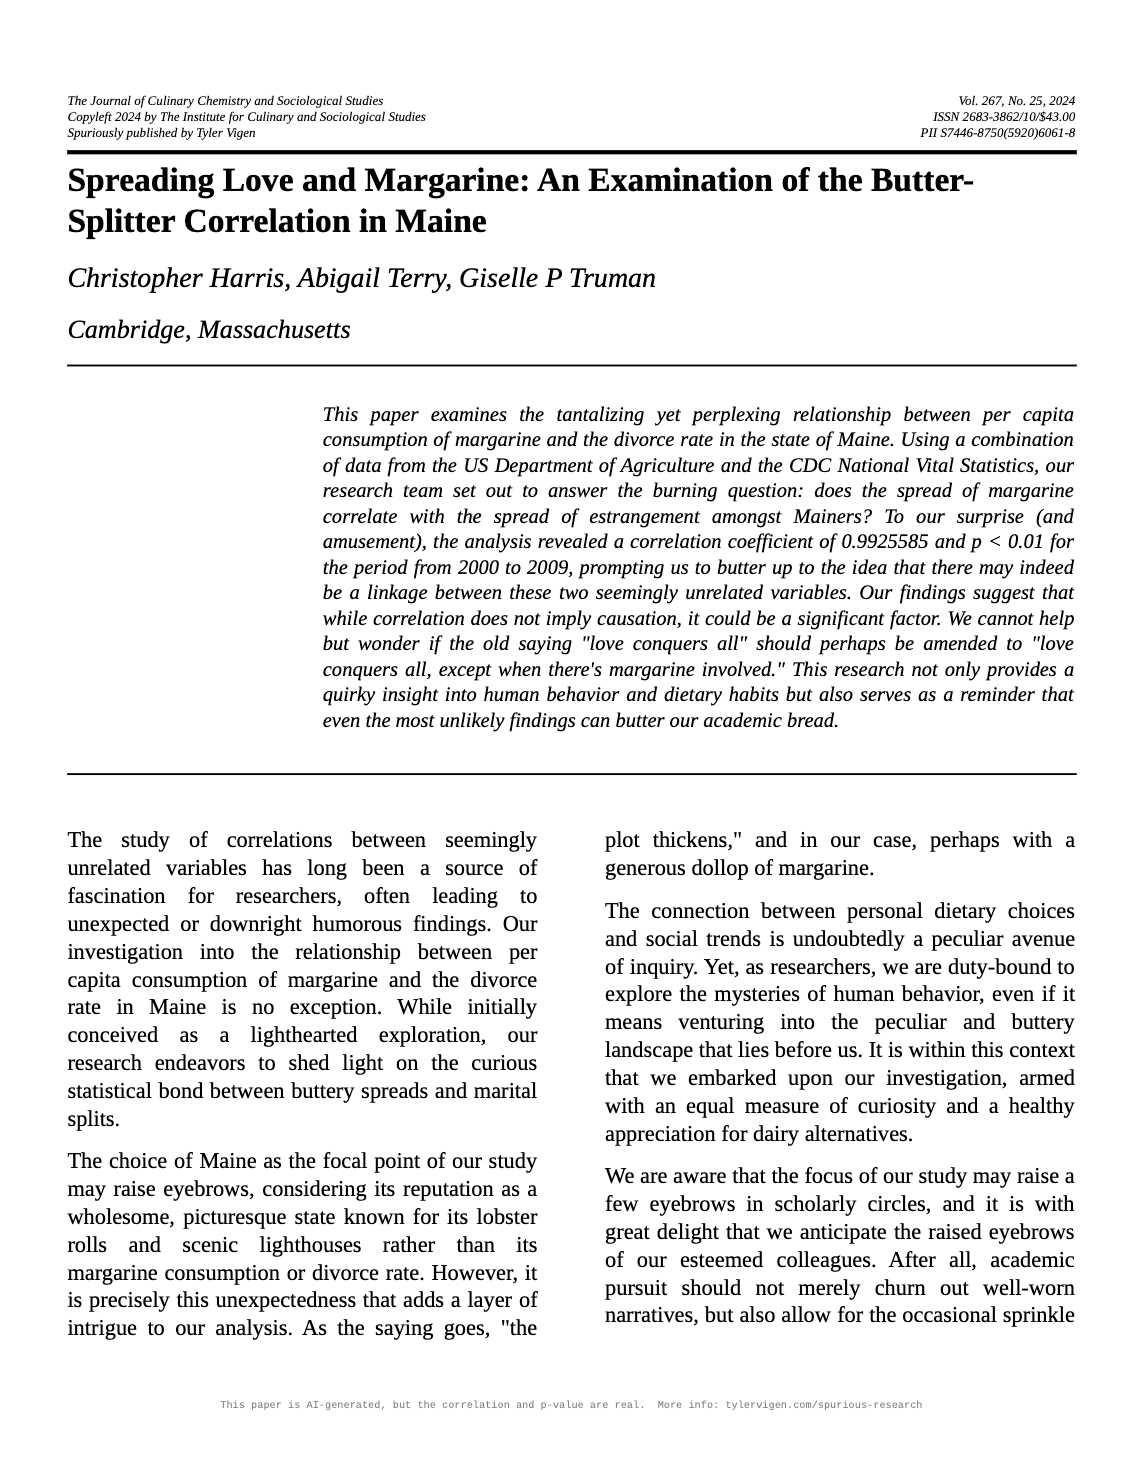 The Journal of Culinary Chemistry and Sociological Studies
Copyleft 2024 by The Institute for Culinary and Sociological Studies
Spuriously published by Tyler Vigen
Vol. 267, No. 25, 2024
ISSN 2683-3862/10/$43.00
PII S7446-8750(5920)6061-8
Spreading Love and Margarine: An Examination of the Butter-
Splitter Correlation in Maine
Christopher Harris, Abigail Terry, Giselle P Truman
Cambridge, Massachusetts
This paper examines the tantalizing yet perplexing relationship between per capita
consumption of margarine and the divorce rate in the state of Maine. Using a combination
of data from the US Department of Agriculture and the CDC National Vital Statistics, our
research team set out to answer the burning question: does the spread of margarine
correlate with the spread of estrangement amongst Mainers? To our surprise (and
amusement), the analysis revealed a correlation coefficient of 0.9925585 and p < 0.01 for
the period from 2000 to 2009, prompting us to butter up to the idea that there may indeed
be a linkage between these two seemingly unrelated variables. Our findings suggest that
while correlation does not imply causation, it could be a significant factor. We cannot help
but wonder if the old saying "love conquers all" should perhaps be amended to "love
conquers all, except when there's margarine involved." This research not only provides a
quirky insight into human behavior and dietary habits but also serves as a reminder that
even the most unlikely findings can butter our academic bread.
The study of correlations between seemingly
unrelated variables has long been a source of
fascination for researchers, often leading to
unexpected or downright humorous findings. Our
investigation into the relationship between per
capita consumption of margarine and the divorce
rate in Maine is no exception. While initially
conceived as a lighthearted exploration, our
research endeavors to shed light on the curious
statistical bond between buttery spreads and marital
splits.
The choice of Maine as the focal point of our study
may raise eyebrows, considering its reputation as a
wholesome, picturesque state known for its lobster
rolls and scenic lighthouses rather than its
margarine consumption or divorce rate. However, it
is precisely this unexpectedness that adds a layer of
intrigue to our analysis. As the saying goes, "the
plot thickens," and in our case, perhaps with a
generous dollop of margarine.
The connection between personal dietary choices
and social trends is undoubtedly a peculiar avenue
of inquiry. Yet, as researchers, we are duty-bound to
explore the mysteries of human behavior, even if it
means venturing into the peculiar and buttery
landscape that lies before us. It is within this context
that we embarked upon our investigation, armed
with an equal measure of curiosity and a healthy
appreciation for dairy alternatives.
We are aware that the focus of our study may raise a
few eyebrows in scholarly circles, and it is with
great delight that we anticipate the raised eyebrows
of our esteemed colleagues. After all, academic
pursuit should not merely churn out well-worn
narratives, but also allow for the occasional sprinkle
This paper is AI-generated, but the correlation and p-value are real. More info: tylervigen.com/spurious-research